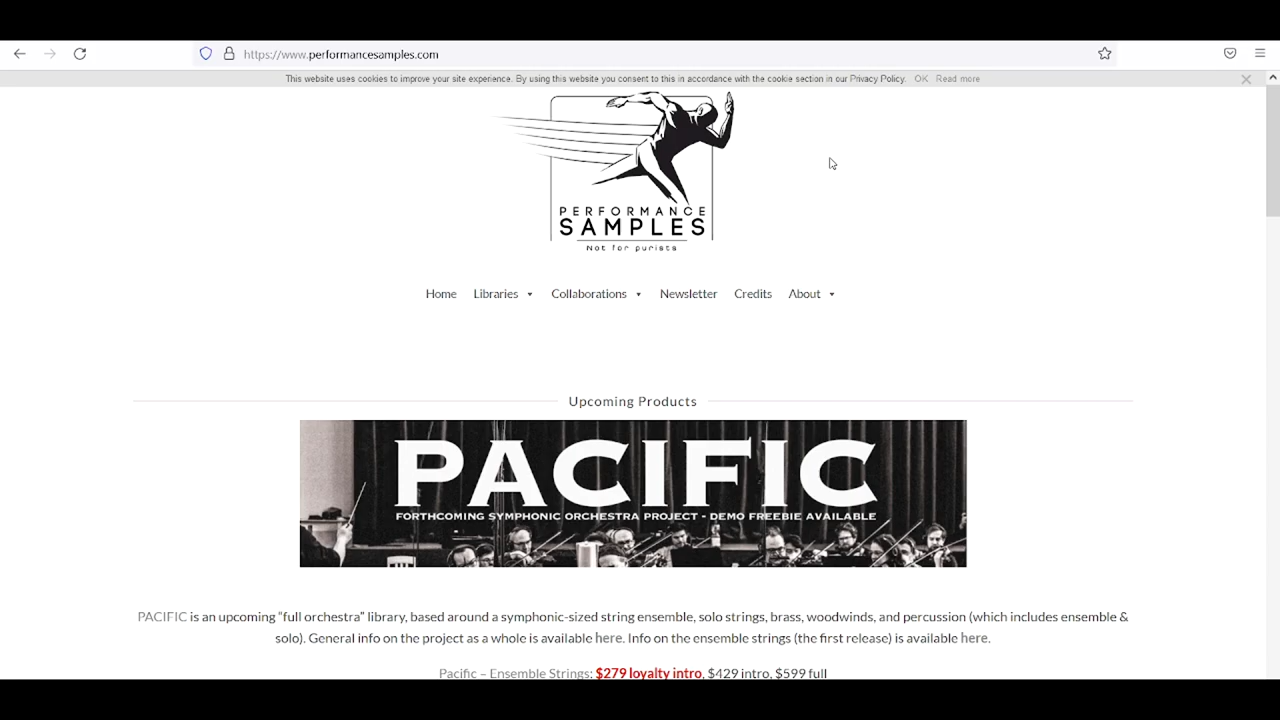 https://www.performancesamples.com
This website uses cookies to improve your site experience. By using this website you consent to this in accordance with the cookie section in our Privacy Policy. OK Read more
PERFORMANCE
SAMPLES
Not for purists
Home Libraries Collaborations Newsletter Credits About
Upcoming Products
PACIFIC
FORTHCOMING SYMPHONIC ORCHESTRA PROJECT - DEMO FREEBIE AVAILABLE
PACIFIC is an upcoming “full orchestra” library, based around a symphonic-sized string ensemble, solo strings, brass, woodwinds, and percussion (which includes ensemble &
solo). General info on the project as a whole is available here. Info on the ensemble strings (the first release) is available here.
Pacific – Ensemble Strings: $279 loyalty intro, $429 intro, $599 full